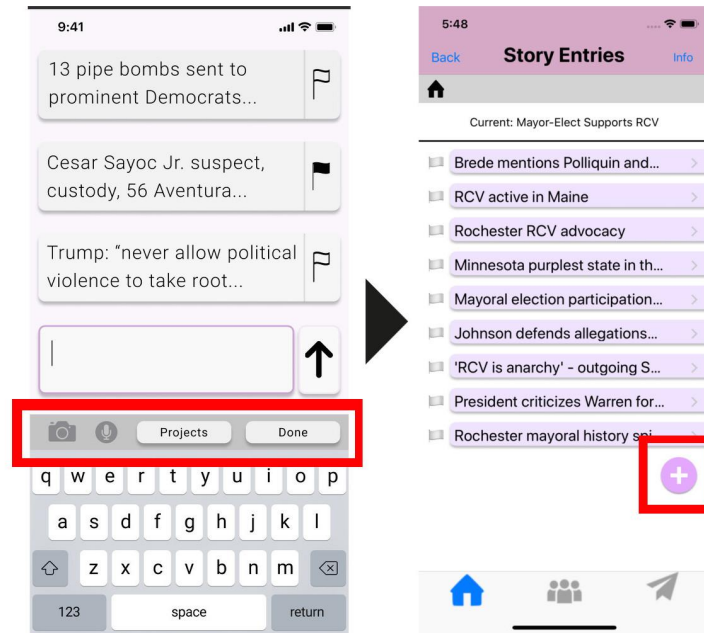 9:41
13 pipe bombs sent to
prominent Democrats...
Cesar Sayoc Jr. suspect,
custody, 56 Aventura...
Trump: “never allow political
violence to take root...
Projects
Done
q w e r t y u i o p
a s d f g h j k l
z x c v b n m
123
space
return
5:48
Back
Story Entries
Info
Current: Mayor-Elect Supports RCV
Brede mentions Polliquin and...
RCV active in Maine
Rochester RCV advocacy
Minnesota purplest state in th...
Mayoral election participation...
Johnson defends allegations...
'RCV is anarchy' - outgoing S...
President criticizes Warren for...
Rochester mayoral history